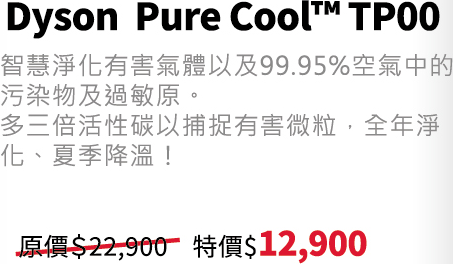 Dyson Pure Cool™ TP00
智慧淨化有害氣體以及99.95%空氣中的
污染物及過敏原。
多三倍活性碳以捕捉有害微粒，全年淨
化、夏季降溫！
原價$22,900 特價$12,900